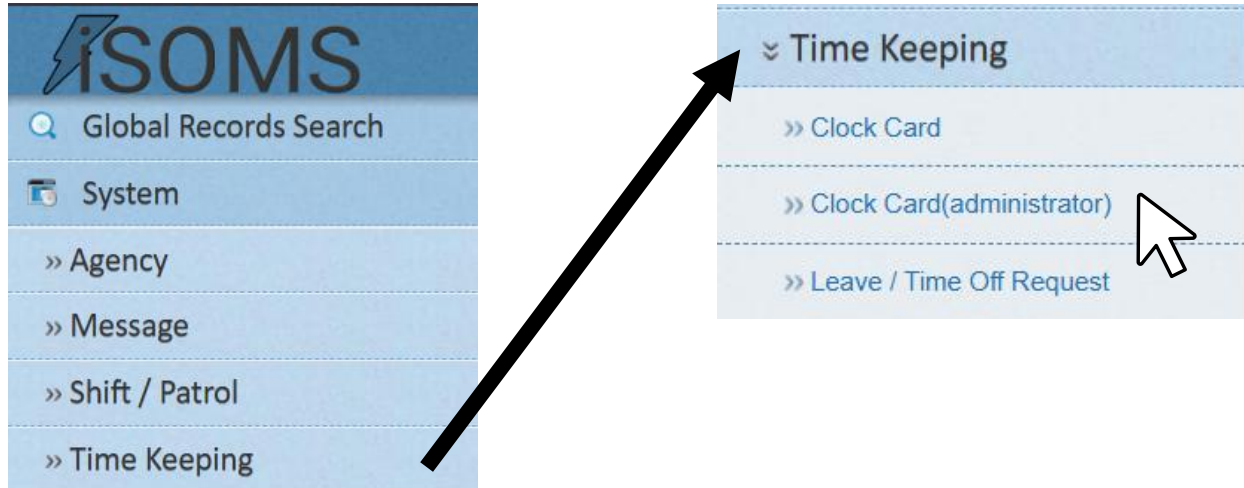 iSOMS
Global Records Search
System
» Agency
» Message
» Shift / Patrol
» Time Keeping
Time Keeping
» Clock Card
» Clock Card(administrator)
» Leave / Time Off Request